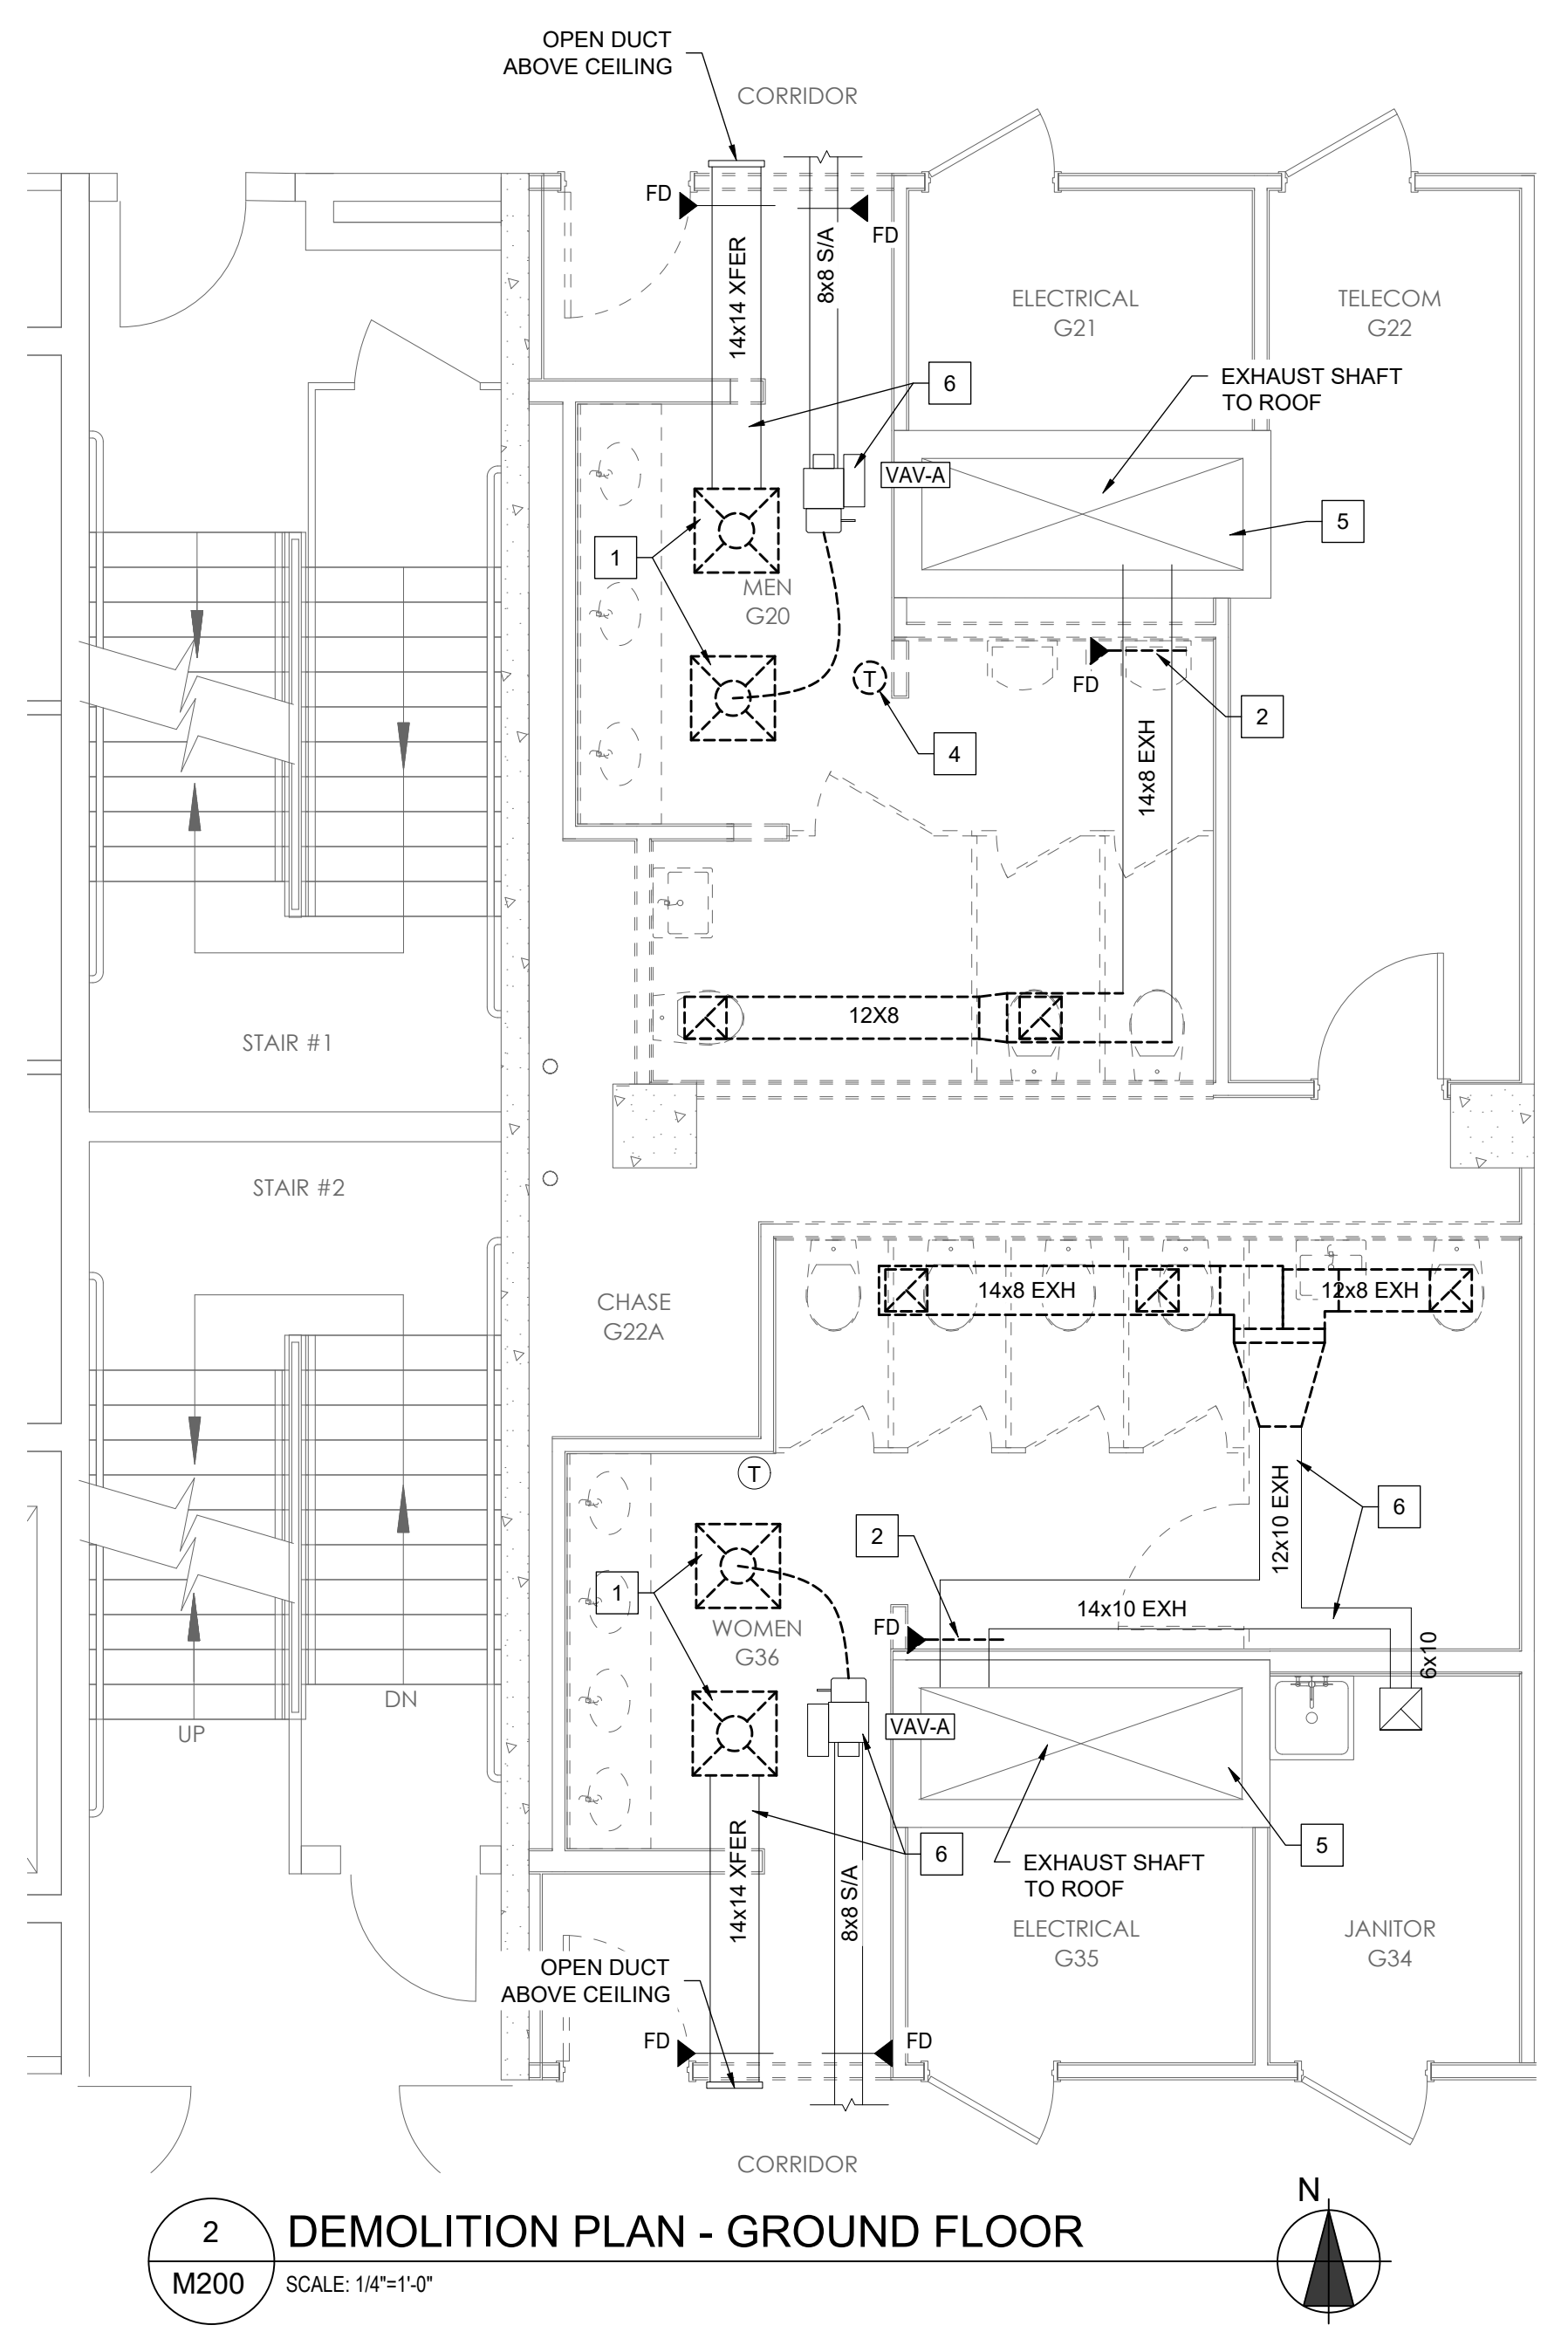 OPEN DUCT
ABOVE CEILING
CORRIDOR
FD
FD
14x14 XFER
8x8 S/A
ELECTRICAL
G21
TELECOM
G22
6
EXHAUST SHAFT
TO ROOF
VAV-A
5
1
MEN
G20
T
FD
2
4
14x8 EXH
12X8
STAIR #1
STAIR #2
CHASE
G22A
14x8 EXH
12x8 EXH
T
12x10 EXH
6
2
1
14x10 EXH
WOMEN
G36
FD
6x10
DN
UP
VAV-A
14x14 XFER
8x8 S/A
6
5
EXHAUST SHAFT
TO ROOF
ELECTRICAL
G35
JANITOR
G34
OPEN DUCT
ABOVE CEILING
FD
FD
CORRIDOR
N
2
M200
DEMOLITION PLAN - GROUND FLOOR
SCALE: 1/4"=1'-0"